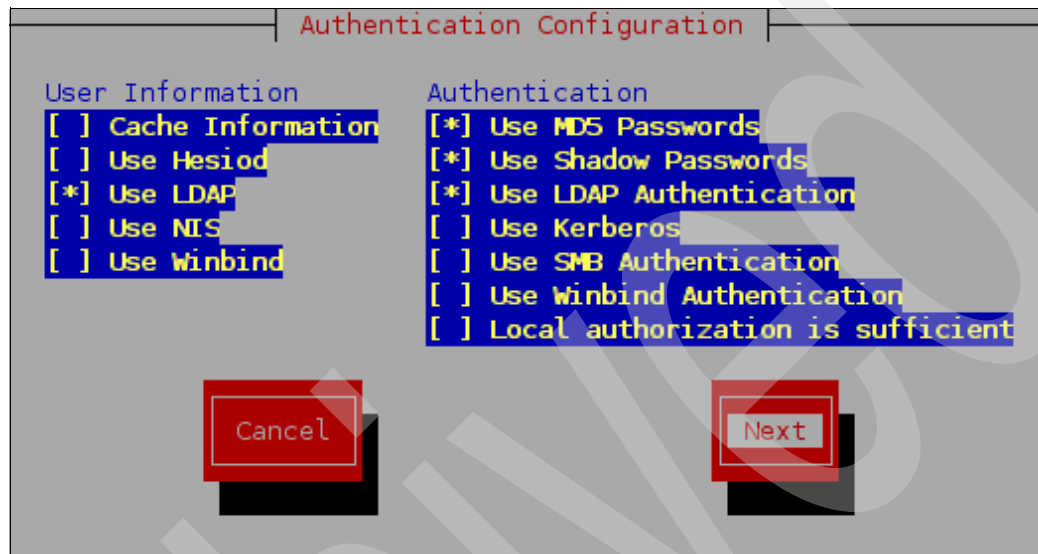 Authentication Configuration
User Information
[ ] Cache Information
[ ] Use Hesiod
[*] Use LDAP
[ ] Use NIS
[ ] Use Winbind
Authentication
[*] Use MD5 Passwords
[*] Use Shadow Passwords
[*] Use LDAP Authentication
[ ] Use Kerberos
[ ] Use SMB Authentication
[ ] Use Winbind Authentication
[ ] Local authorization is sufficient
Cancel
Next